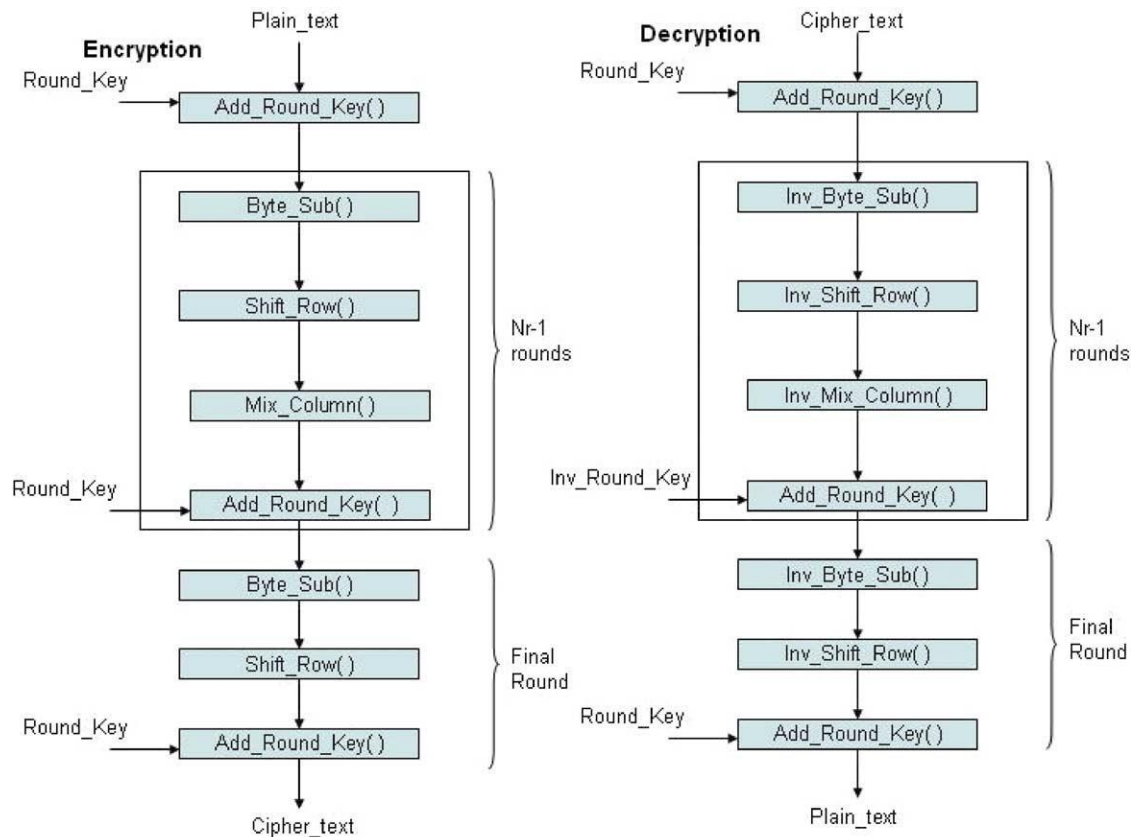 Plain_text
Encryption
Round_Key
Add_Round_Key( )
Byte_Sub( )
Shift_Row( )
Mix_Column( )
Round_Key
Add_Round_Key( )
Nr-1
rounds
Byte_Sub( )
Shift_Row( )
Round_Key
Add_Round_Key( )
Final
Round
Cipher_text
Cipher_text
Decryption
Round_Key
Add_Round_Key( )
Inv_Byte_Sub( )
Inv_Shift_Row( )
Inv_Mix_Column( )
Inv_Round_Key
Add_Round_Key( )
Nr-1
rounds
Inv_Byte_Sub( )
Inv_Shift_Row( )
Round_Key
Add_Round_Key( )
Final
Round
Plain_text